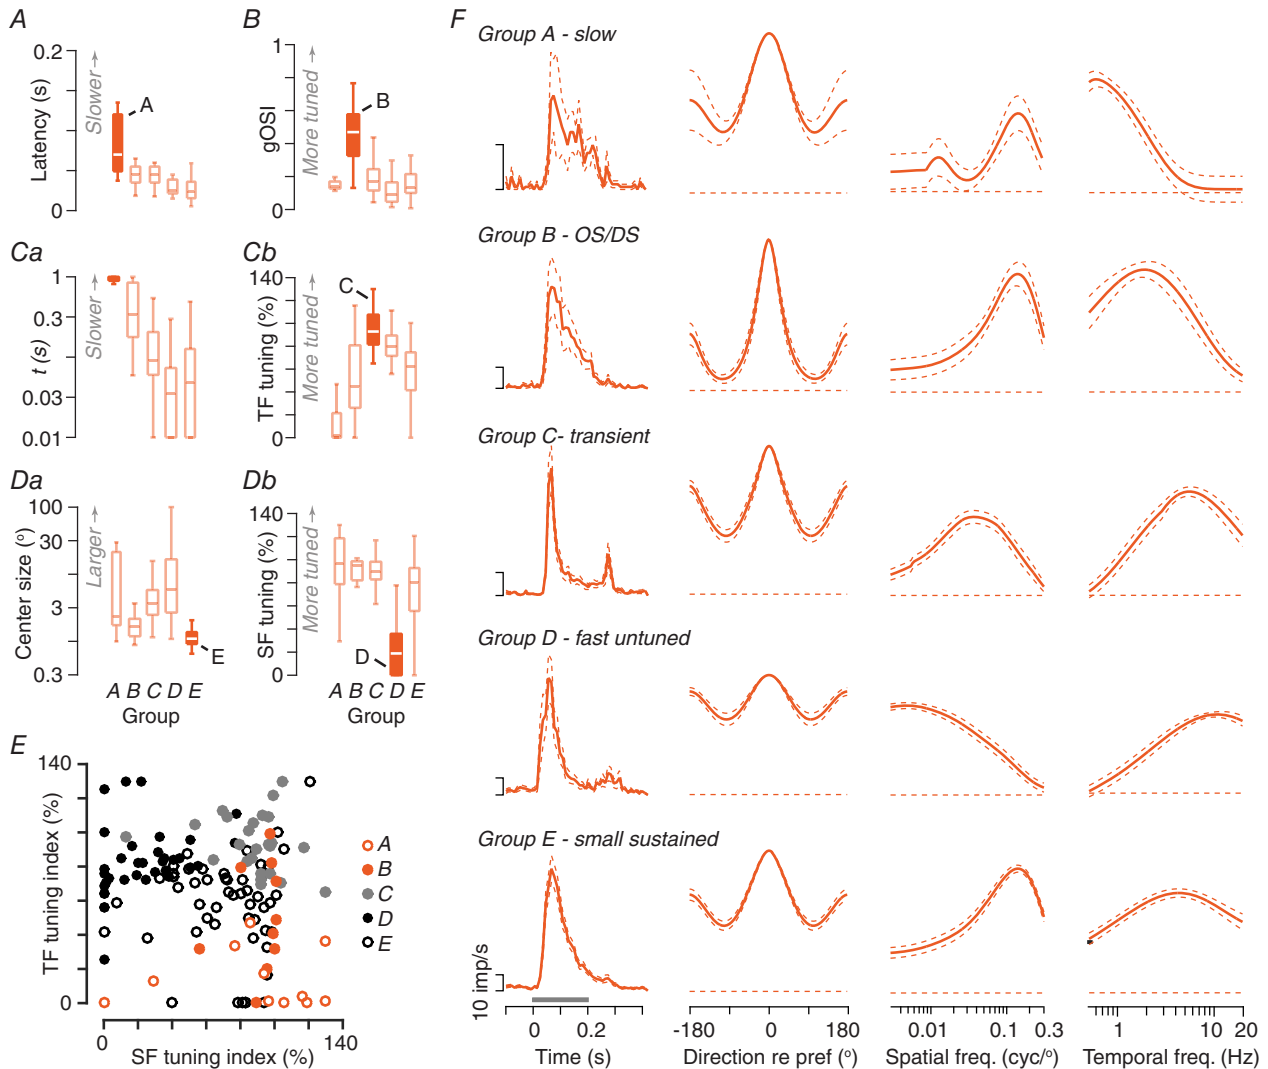 A
0.2
0
Latency (s)
Slower →
A
B
1
0
gOSI
More tuned →
B
Ca
1
0.3
0.03
0.01
t (s)
Slower →
Cb
140
0
TF tuning (%)
More tuned →
C
Da
100
30
3
0.3
Center size (°)
Larger →
E
A B C D E
Group
Db
140
0
SF tuning (%)
More tuned →
D
A B C D E
Group
E
140
0
TF tuning index (%)
0
140
SF tuning index (%)
A
B
C
D
E
F
Group A - slow
Group B - OS/DS
Group C- transient
Group D - fast untuned
Group E - small sustained
10 imp/s
0 0.2
Time (s)
-180 0 180
Direction re pref (°)
0.01 0.1 0.3
Spatial freq. (cyc/°)
1 10 20
Temporal freq. (Hz)